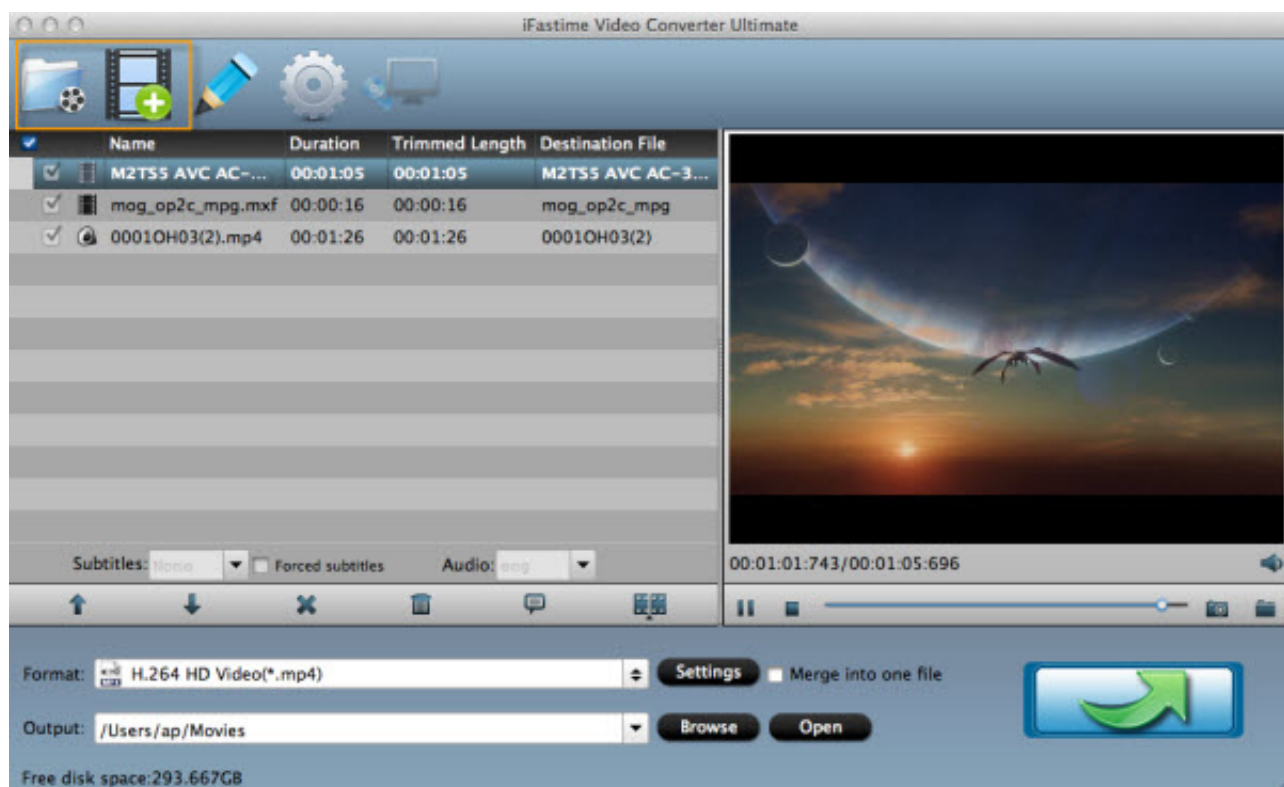 iFastime Video Converter Ultimate
Name Duration Trimmed Length Destination File
M2TS5 AVC AC-... 00:01:05 00:01:05 M2TS5 AVC AC-3...
mog_op2c_mpg.mxf 00:00:16 00:00:16 mog_op2c_mpg
0001OH03(2).mp4 00:01:26 00:01:26 0001OH03(2)
Subtitles: None Forced subtitles Audio: eng
00:01:01:743/00:01:05:696
Format: H.264 HD Video(*.mp4) Settings Merge into one file
Output: /Users/ap/Movies Browse Open
Free disk space:293.667GB